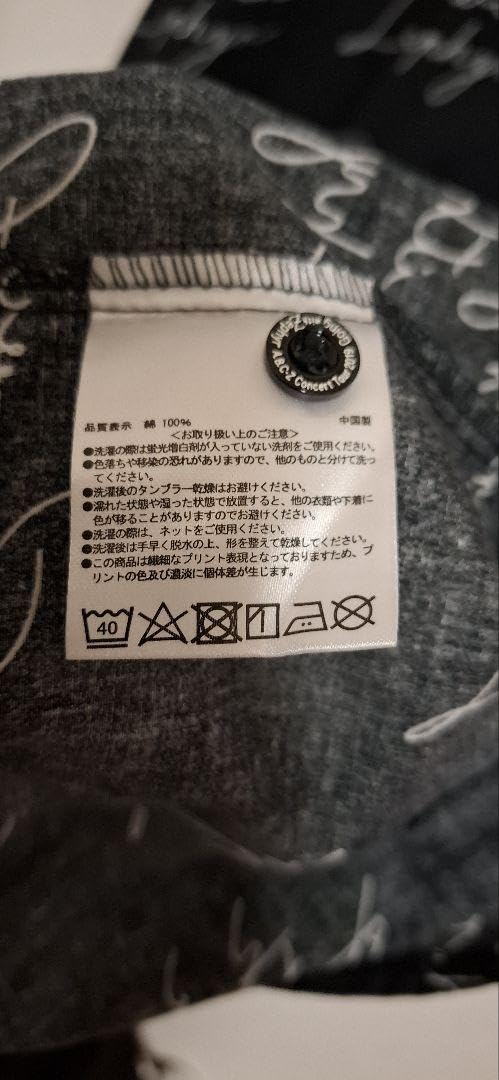 A.B.C-Z Concert Tour 2019 Going with Zephyr
品質表示 綿 100% 中国製
<お取り扱い上のご注意>
●洗濯の際は蛍光増白剤が入っていない洗剤をご使用ください。
●色落ちや移染の恐れがありますので、他のものと分けて洗っ
てください。
●洗濯後のタンブラー乾燥はお避けください。
●濡れた状態や湿った状態で放置すると、他の衣類や下着に
色が移ることがありますのでお避けください。
●洗濯の際は、ネットをご使用ください。
●洗濯後は手早く脱水の上、形を整えて乾燥してください。
●この商品は繊細なプリント表現となっておりますため、プ
リントの色及び濃淡に個体差が生じます。
40